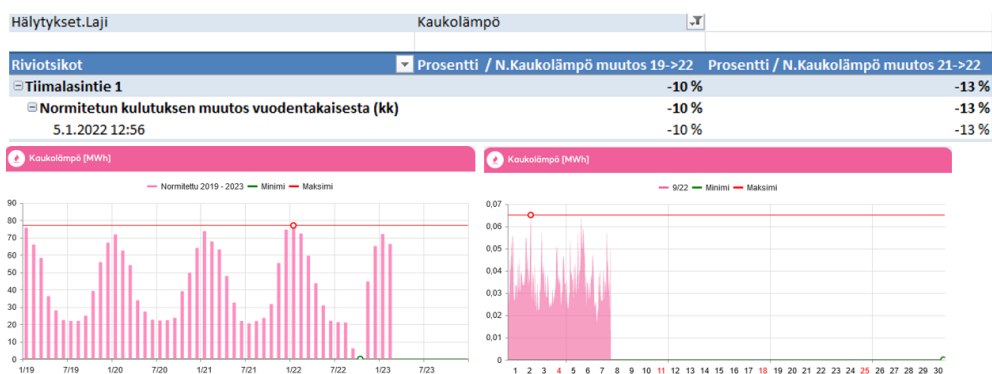 Hälytykset.Laji Kaukolämpö
Riviotsikot Prosentti / N.Kaukolämpö muutos 19->22 Prosentti / N.Kaukolämpö muutos 21->22
Tiimalasintie 1 -10 % -13 %
Normitetun kulutuksen muutos vuodentakaisesta (kk) -10 % -13 %
5.1.2022 12:56 -10 % -13 %
Kaukolämpö [MWh]
Normitettu 2019 - 2023 Minimi Maksimi
90
80
70
60
50
40
30
20
10
0
1/19 7/19 1/20 7/20 1/21 7/21 1/22 7/22 1/23 7/23
Kaukolämpö [MWh]
9/22 Minimi Maksimi
0,07
0,06
0,05
0,04
0,03
0,02
0,01
0
1 2 3 4 5 6 7 8 9 10 11 12 13 14 15 16 17 18 19 20 21 22 23 24 25 26 27 28 29 30